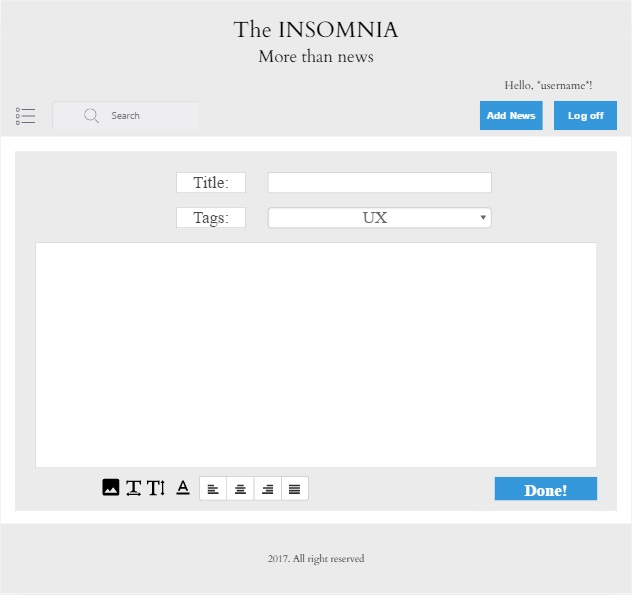 The INSOMNIA
More than news
Hello, "username"!
Search
Add News
Log off
Title:
Tags:
UX
Done!
2017. All right reserved